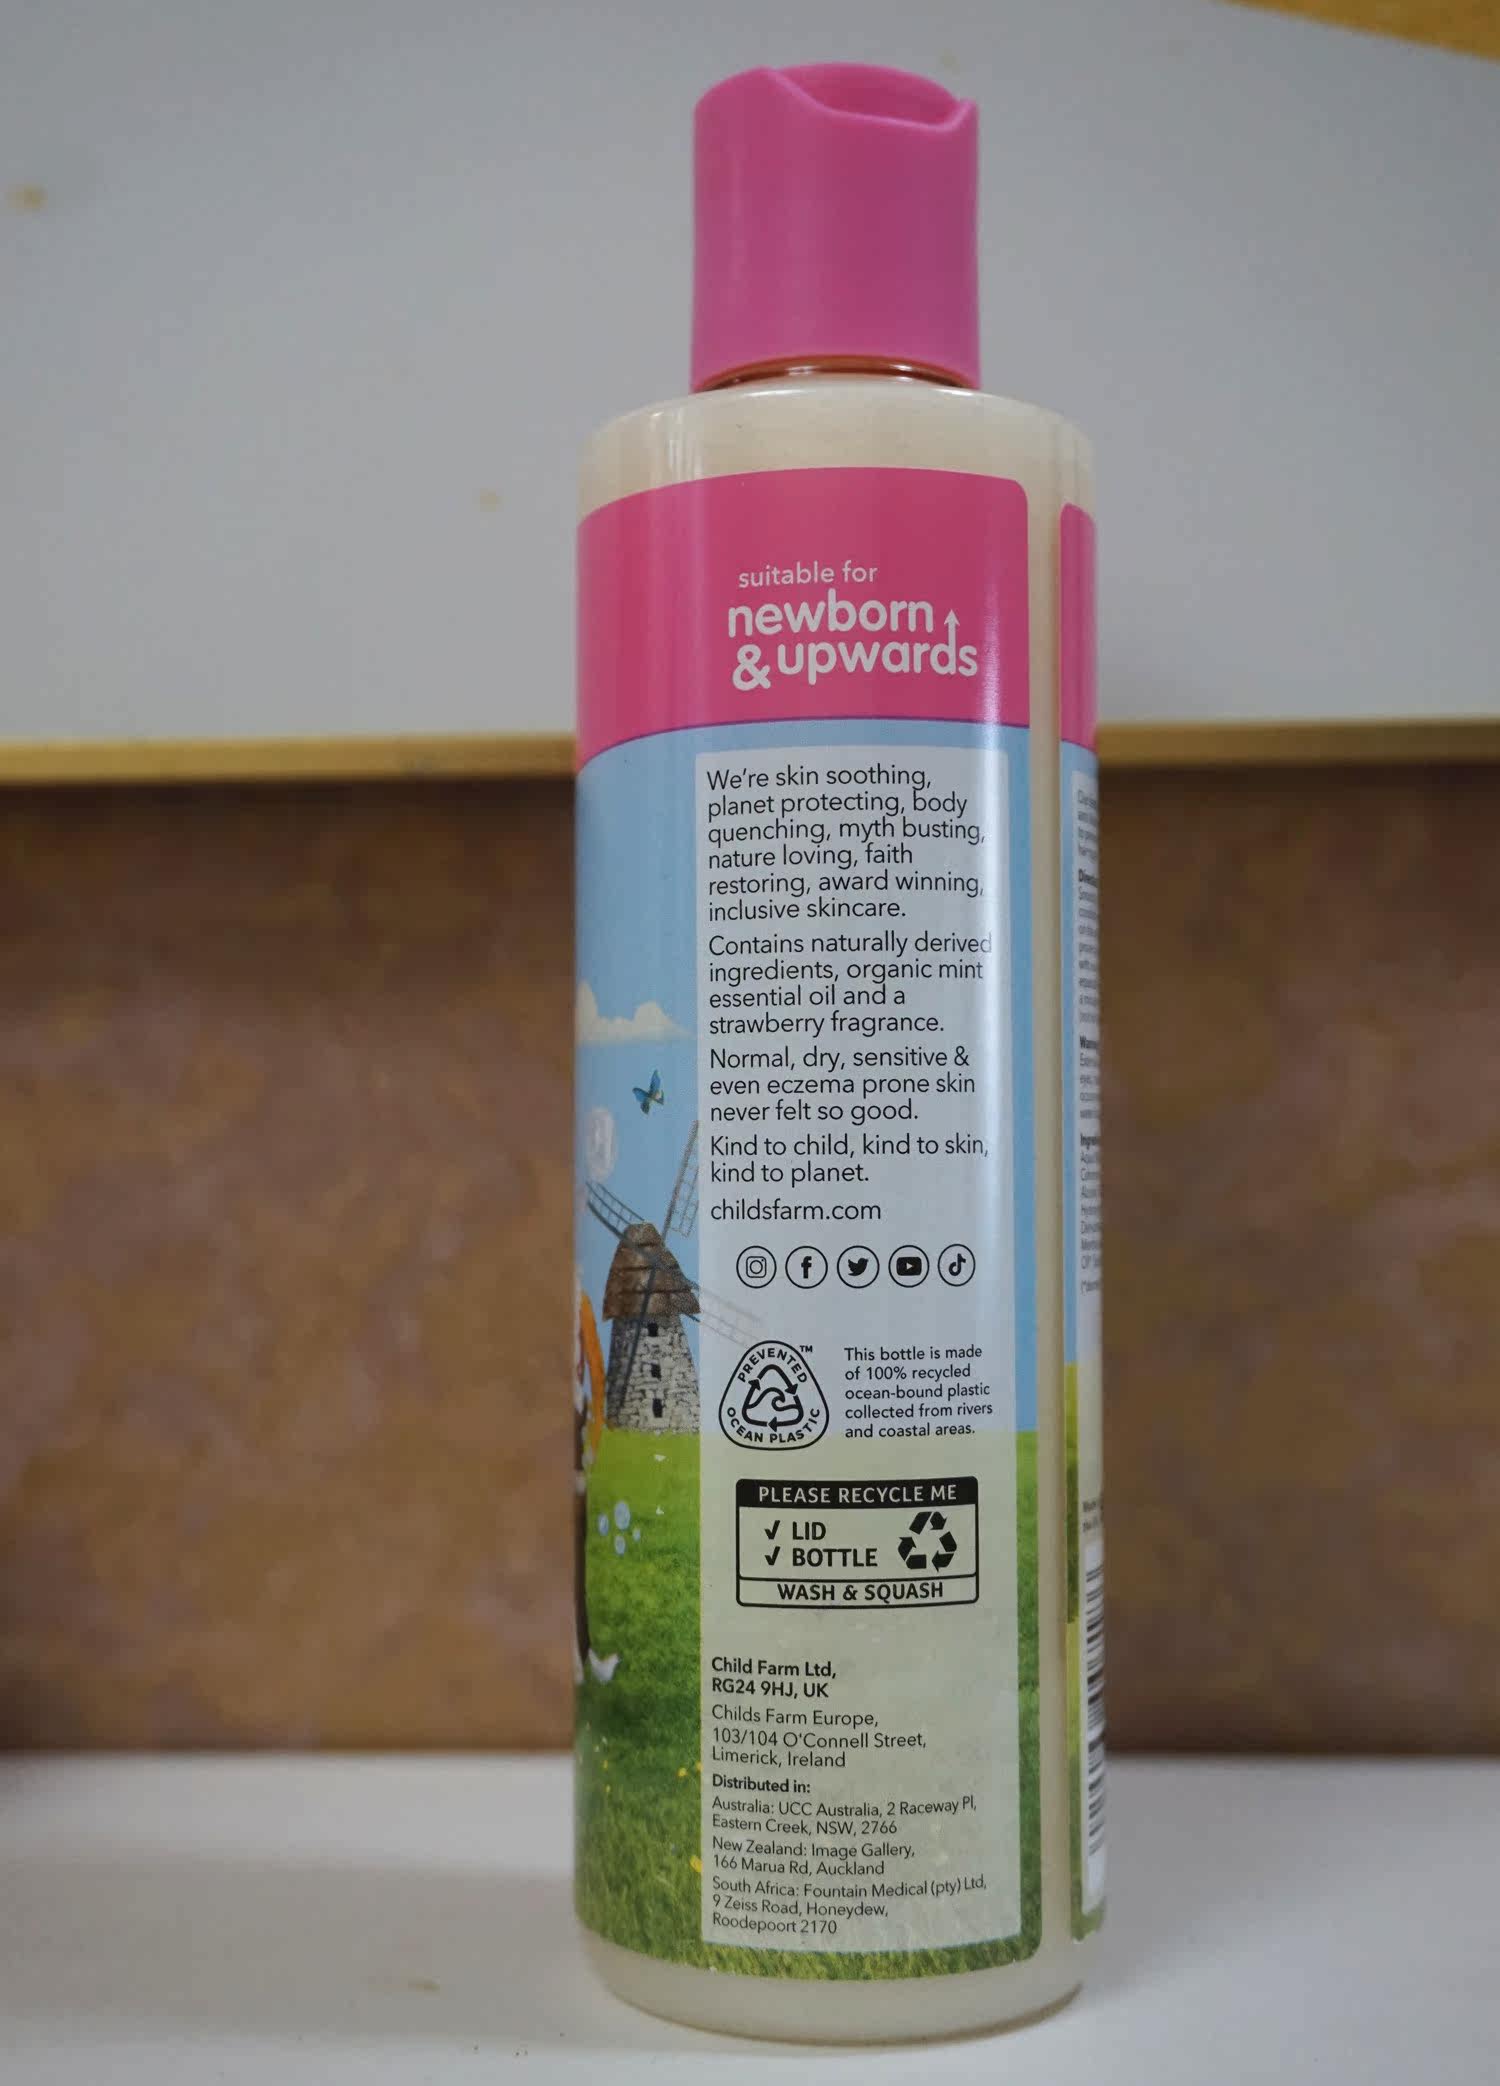 suitable for
newborn
& upwards
We're skin soothing,
planet protecting, body
quenching, myth busting,
nature loving, faith
restoring, award winning,
inclusive skincare.
Contains naturally derived
ingredients, organic mint
essential oil and a
strawberry fragrance.
Normal, dry, sensitive &
even eczema prone skin
never felt so good.
Kind to child, kind to skin,
kind to planet.
childsfarm.com
PREVENTED™
OCEAN PLASTIC
This bottle is made
of 100% recycled
ocean-bound plastic
collected from rivers
and coastal areas.
PLEASE RECYCLE ME
✓ LID
✓ BOTTLE
WASH & SQUASH
Child Farm Ltd,
RG24 9HJ, UK
Childs Farm Europe,
103/104 O'Connell Street,
Limerick, Ireland
Distributed in:
Australia: UCC Australia, 2 Raceway Pl,
Eastern Creek, NSW, 2766
New Zealand: Image Gallery,
166 Marua Rd, Auckland
South Africa: Fountain Medical (pty) Ltd,
9 Zeiss Road, Honeydew,
Roodepoort 2170